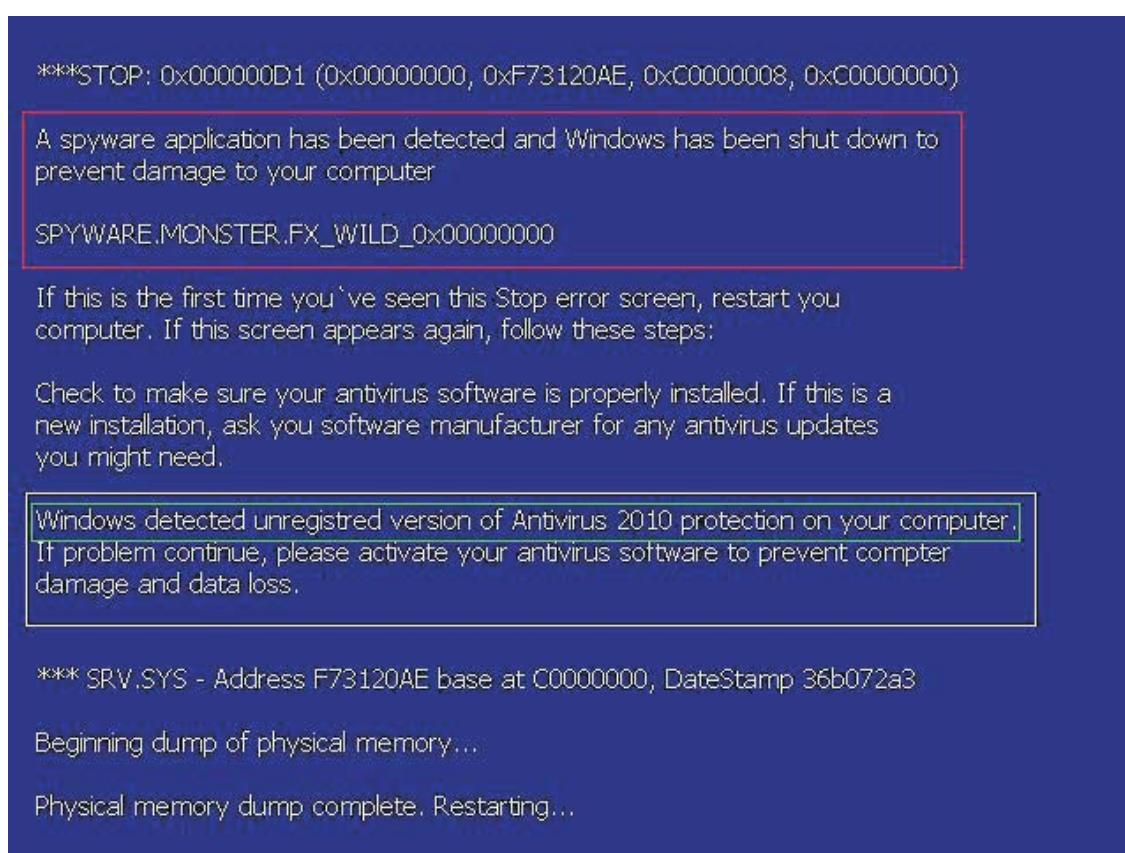 ***STOP: 0x000000D1 (0x00000000, 0xF73120AE, 0xC0000008, 0xC0000000)
A spyware application has been detected and Windows has been shut down to
prevent damage to your computer
SPYWARE.MONSTER.FX_WILD_0x00000000
If this is the first time you`ve seen this Stop error screen, restart you
computer. If this screen appears again, follow these steps:
Check to make sure your antivirus software is properly installed. If this is a
new installation, ask you software manufacturer for any antivirus updates
you might need.
Windows detected unregistred version of Antivirus 2010 protection on your computer.
If problem continue, please activate your antivirus software to prevent compter
damage and data loss.
*** SRV.SYS - Address F73120AE base at C0000000, DateStamp 36b072a3
Beginning dump of physical memory...
Physical memory dump complete. Restarting...